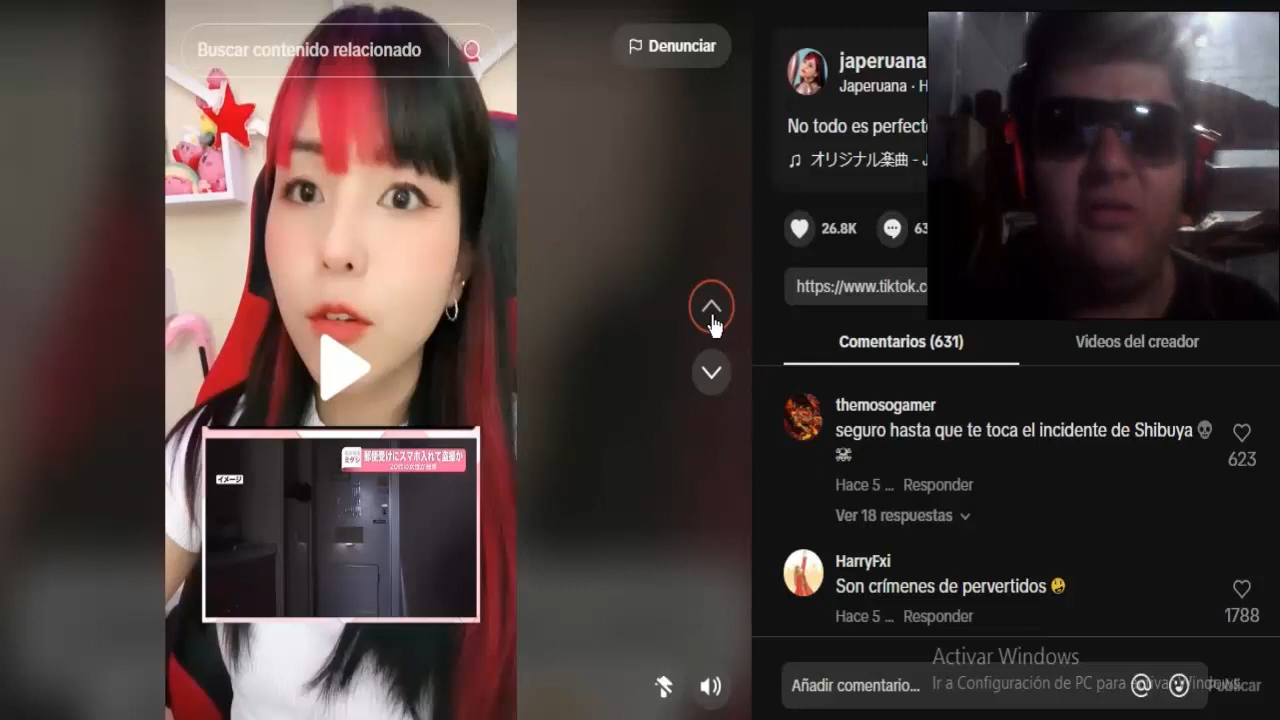 Buscar contenido relacionado
Denunciar
japeruana
Japeruana · H
No todo es perfect
オリジナル楽曲 - J
26.8K
63
https://www.tiktok.c
Comentarios (631)
Videos del creador
themosogamer
seguro hasta que te toca el incidente de Shibuya
623
Hace 5 ... Responder
Ver 18 respuestas
HarryFxi
Son crímenes de pervertidos
1788
Hace 5 ... Responder
郵便受けにスマホ入れて盗撮か
イメージ
Activar Windows
Añadir comentario...
Ir a Configuración de PC para activar Windows.
Publicar